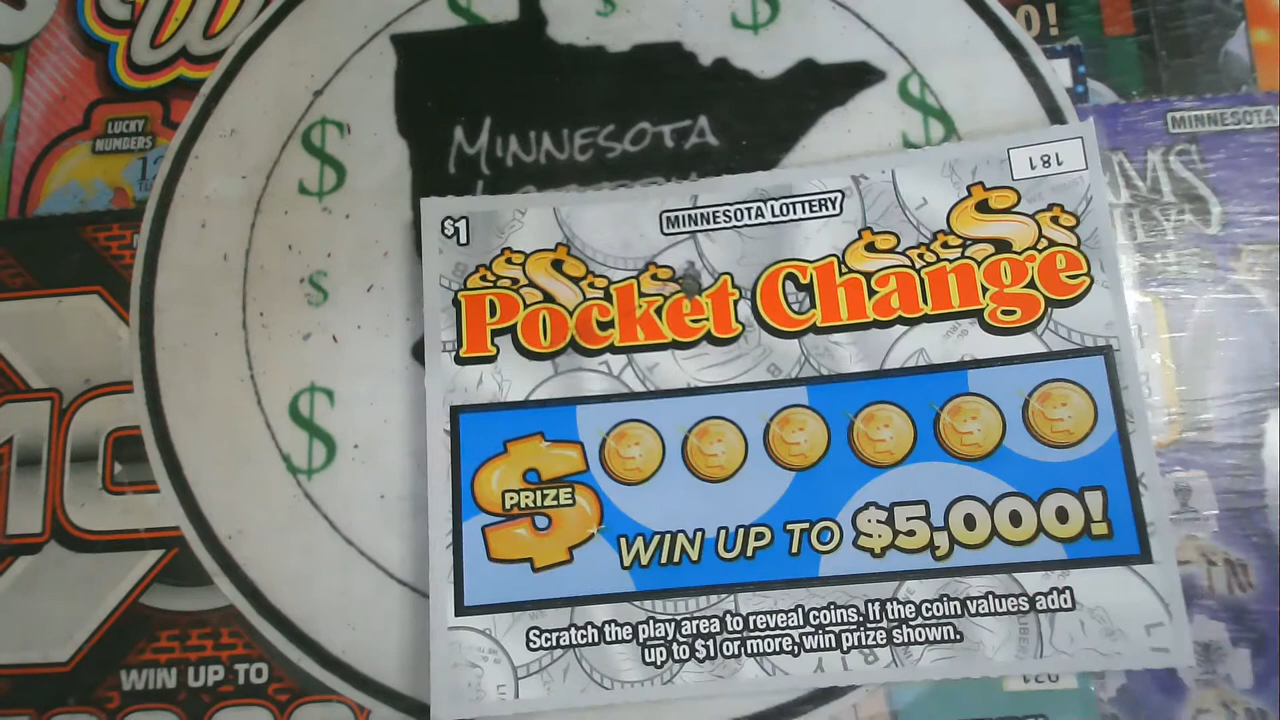 LUCKY
NUMBERS
MINNESOTA
MINNESOTA
181
$1
MINNESOTA LOTTERY
Pocket Change
PRIZE
WIN UP TO $5,000!
Scratch the play area to reveal coins. If the coin values add
up to $1 or more, win prize shown.
WIN UP TO